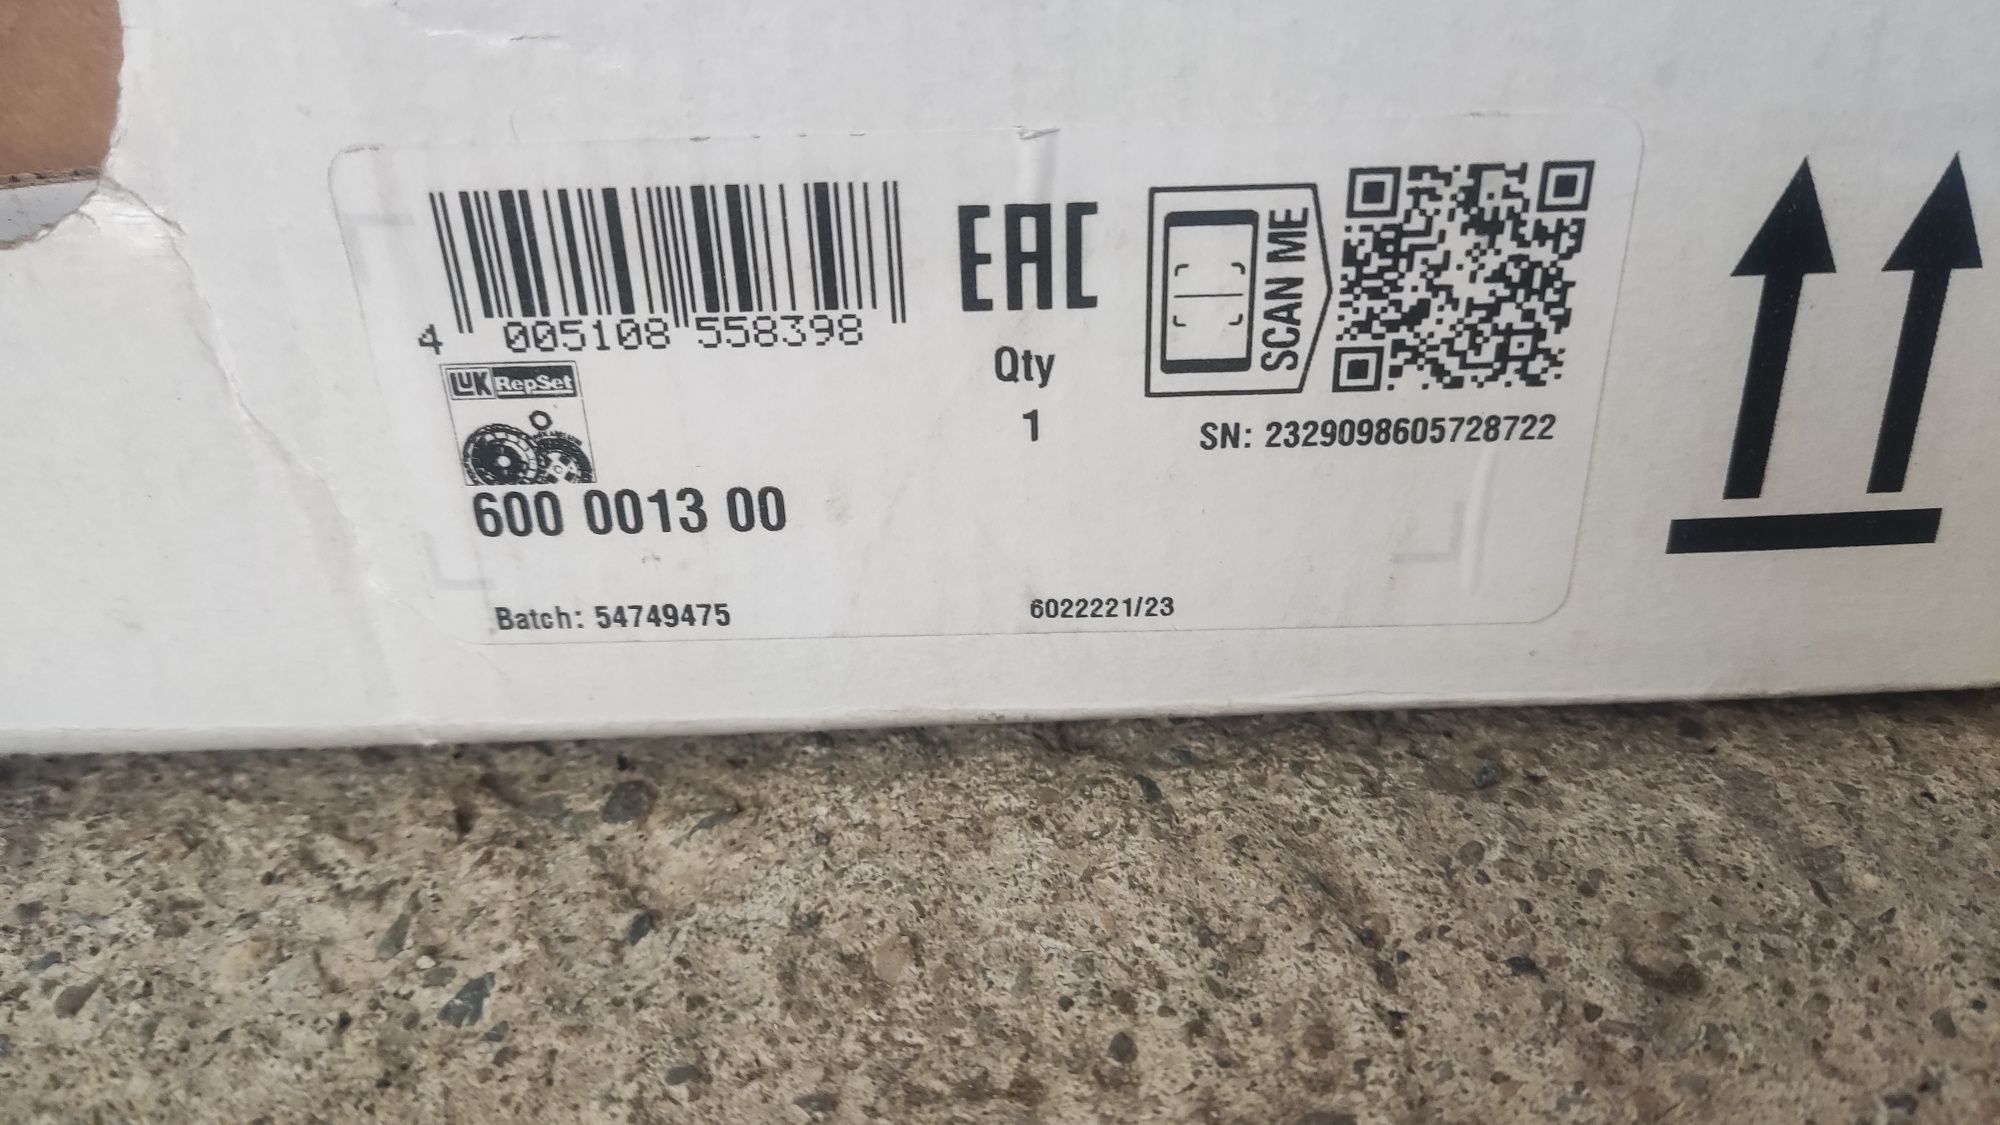 4 005108 558398
EAC
SCAN ME
LUK RepSet
Qty
1
SN: 2329098605728722
600 0013 00
Batch: 54749475
6022221/23